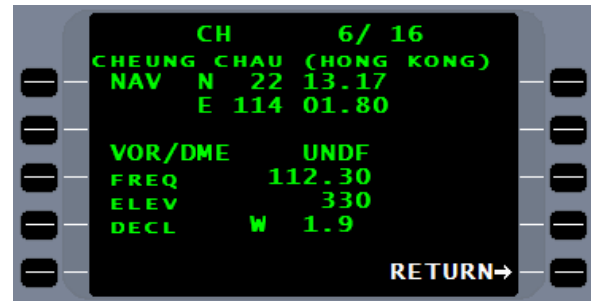 CH 6/ 16
CHEUNG CHAU (HONG KONG)
NAV N 22 13.17
E 114 01.80
VOR/DME UNDF
FREQ 112.30
ELEV 330
DECL W 1.9
RETURN→